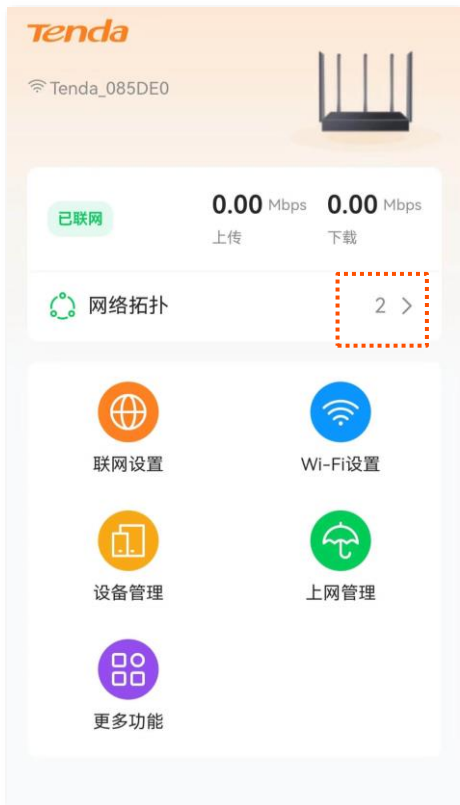 Tenda
Tenda_085DE0
已联网
0.00 Mbps 0.00 Mbps
上传 下载
网络拓扑 2
联网设置 Wi-Fi设置
设备管理 上网管理
更多功能